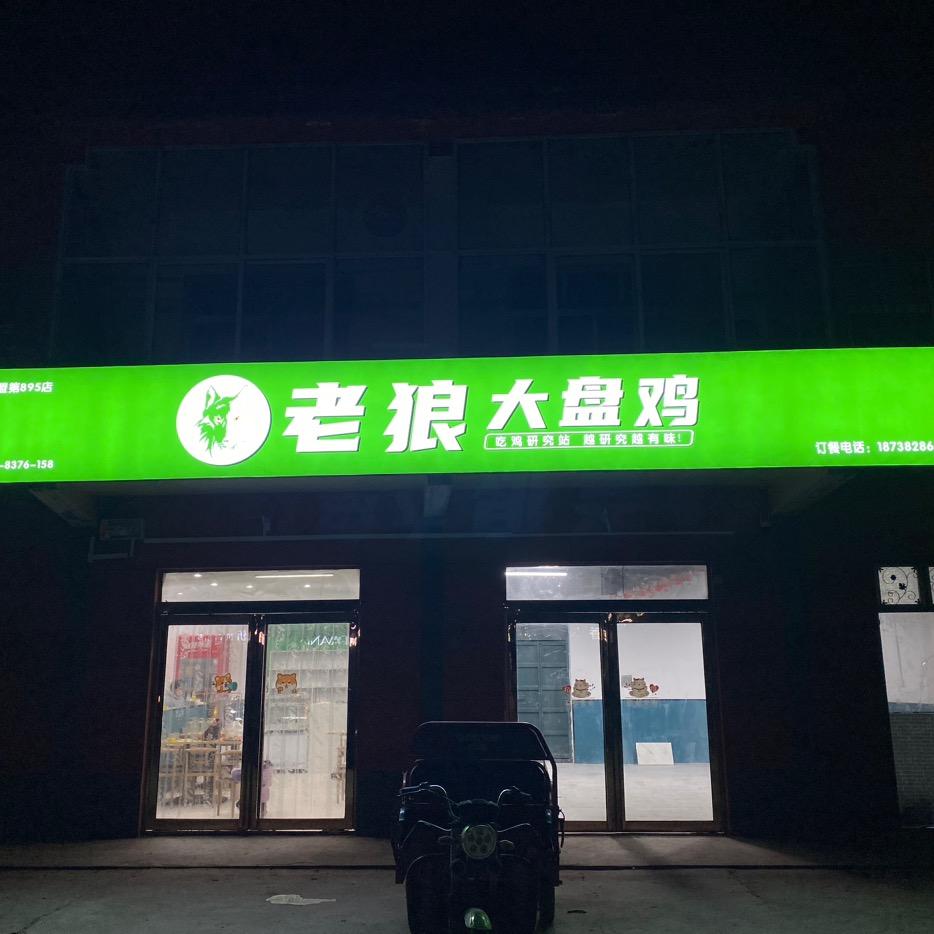 盟第895店
-8376-158
老狼大盘鸡
吃鸡研究站 越研究越有味!
订餐电话: 18738286